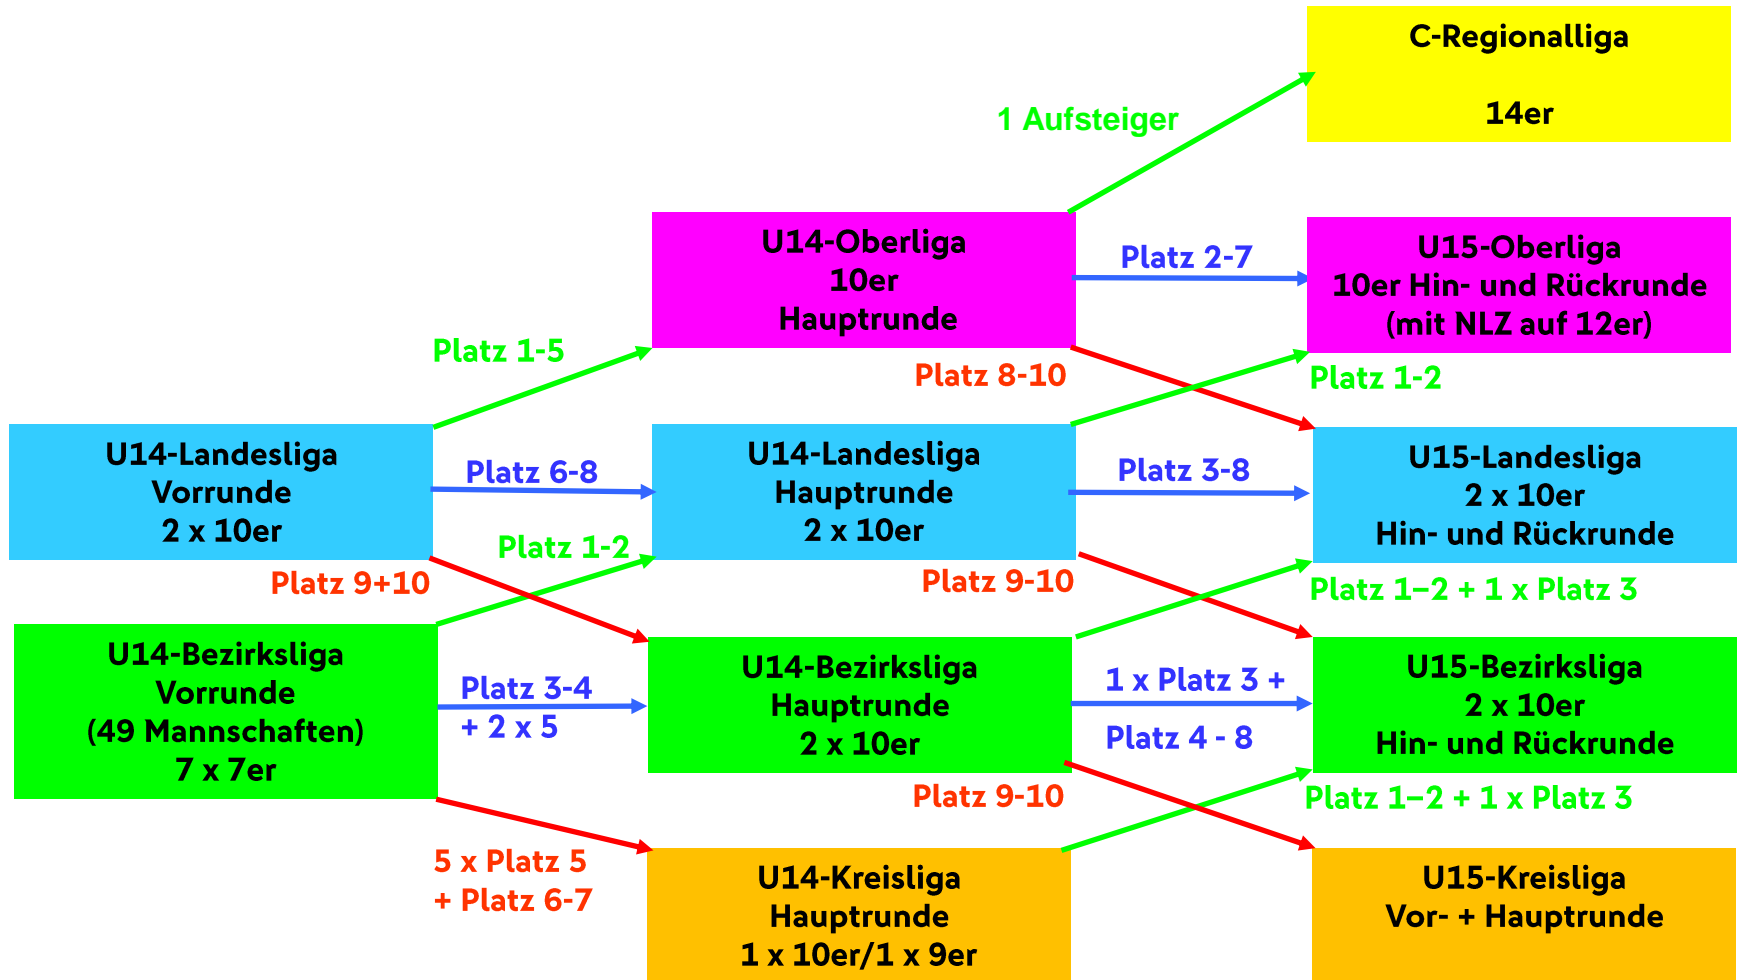 C-Regionalliga
14er
1 Aufsteiger
U14-Oberliga
10er
Hauptrunde
Platz 2-7
U15-Oberliga
10er Hin- und Rückrunde
(mit NLZ auf 12er)
Platz 1-5
Platz 8-10
Platz 1-2
U14-Landesliga
Vorrunde
2 x 10er
Platz 6-8
U14-Landesliga
Hauptrunde
2 x 10er
Platz 3-8
U15-Landesliga
2 x 10er
Hin- und Rückrunde
Platz 1-2
Platz 9+10
Platz 9-10
Platz 1–2 + 1 x Platz 3
U14-Bezirksliga
Vorrunde
(49 Mannschaften)
7 x 7er
Platz 3-4
+ 2 x 5
U14-Bezirksliga
Hauptrunde
2 x 10er
1 x Platz 3 +
Platz 4 - 8
U15-Bezirksliga
2 x 10er
Hin- und Rückrunde
Platz 9-10
Platz 1–2 + 1 x Platz 3
5 x Platz 5
+ Platz 6-7
U14-Kreisliga
Hauptrunde
1 x 10er/1 x 9er
U15-Kreisliga
Vor- + Hauptrunde